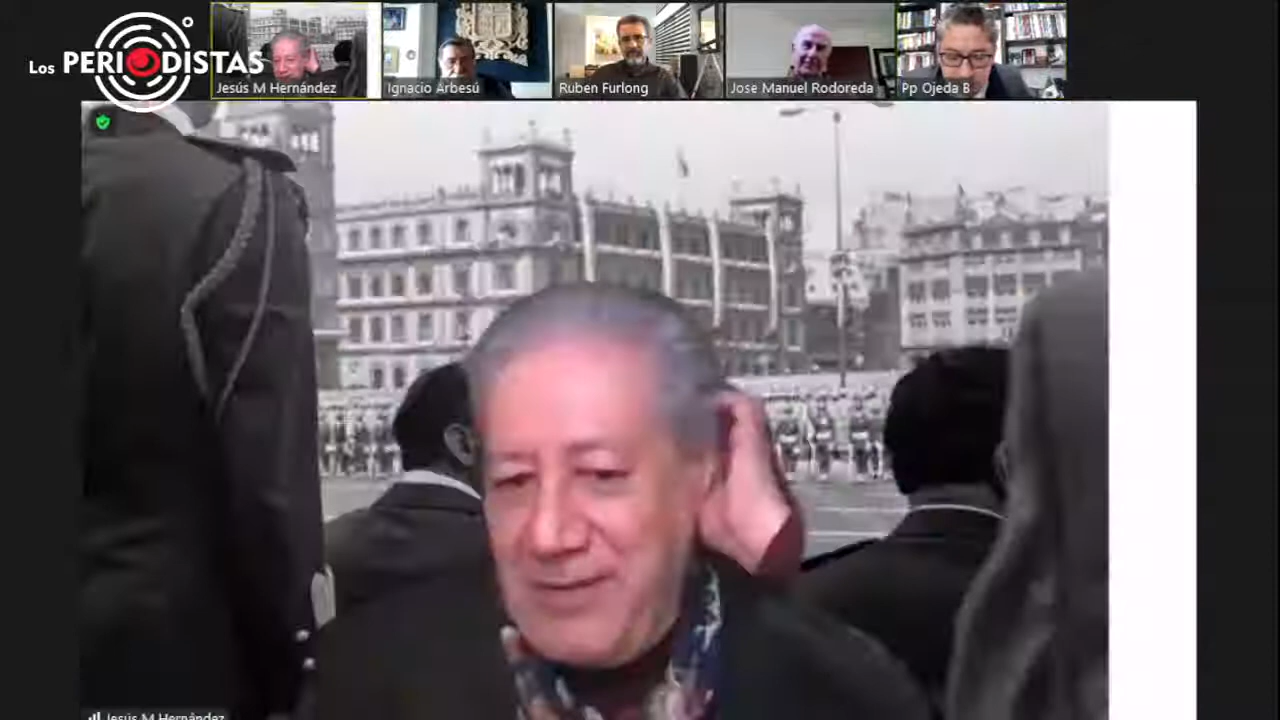 Los PERIODISTAS
Jesús M Hernández
Ignacio Arbesú
Ruben Furlong
Jose Manuel Rodoreda
Pp Ojeda B
Jesús M Hernández